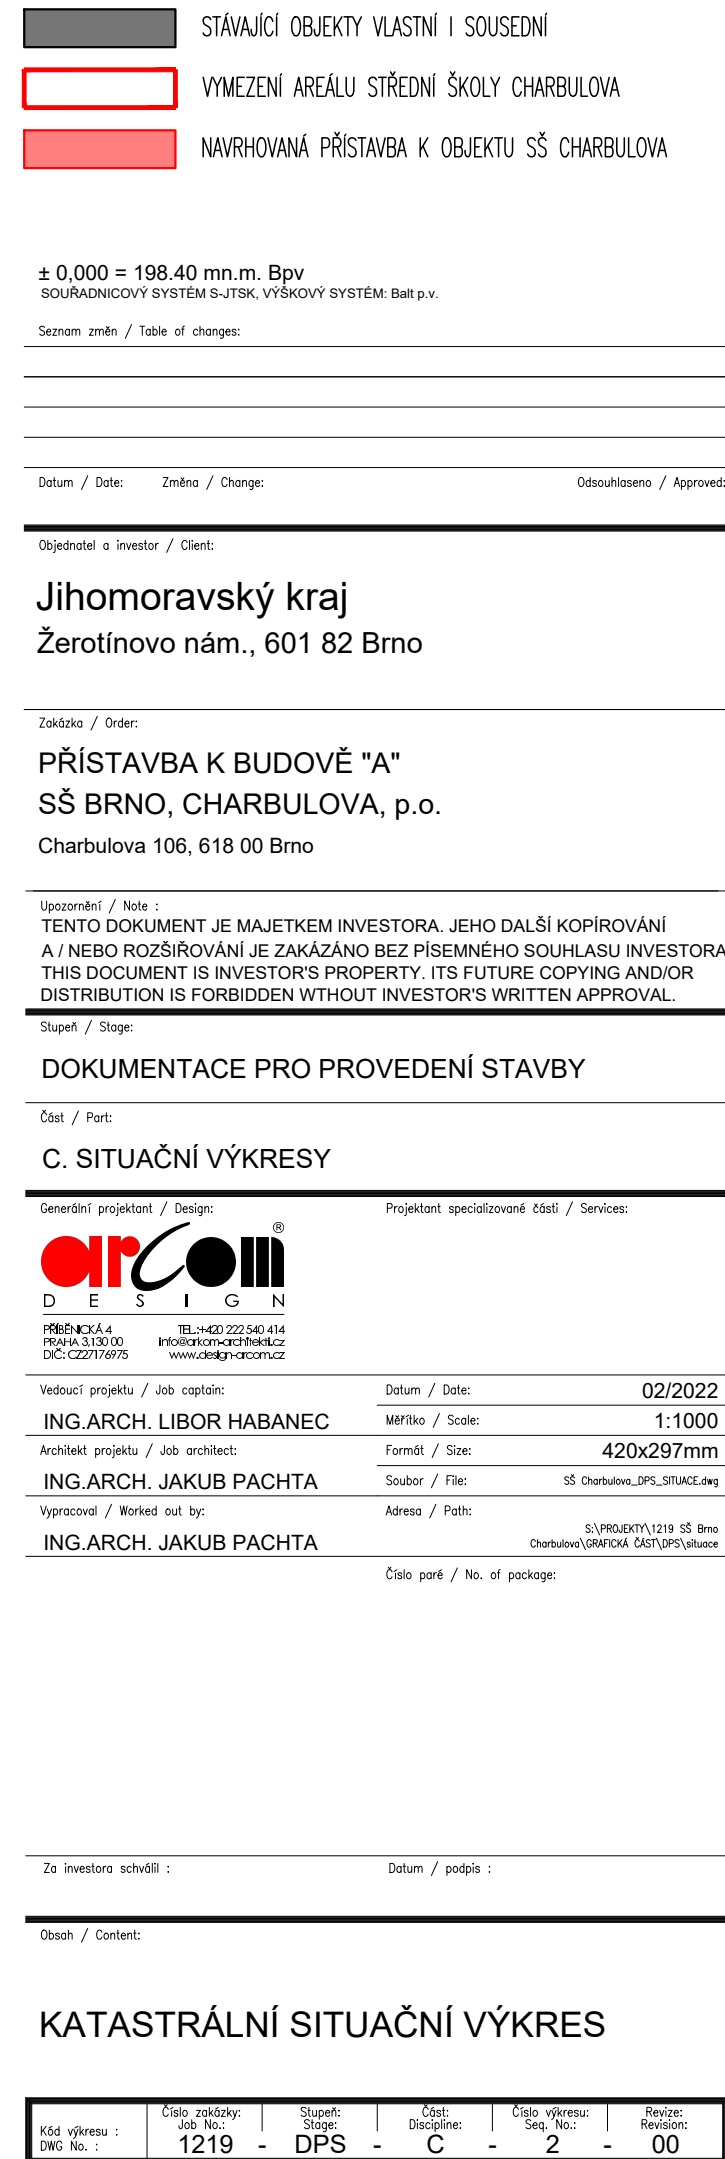 STÁVAJÍCÍ OBJEKTY VLASTNÍ I SOUSEDNÍ
VYMEZENÍ AREÁLU STŘEDNÍ ŠKOLY CHARBULOVA
NAVRHOVANÁ PŘÍSTAVBA K OBJEKTU SŠ CHARBULOVA
± 0,000 = 198.40 mn.m. Bpv
SOUŘADNICOVÝ SYSTÉM S-JTSK, VÝŠKOVÝ SYSTÉM: Balt p.v.
Seznam změn / Table of changes:
Datum / Date: Změna / Change: Odsouhlaseno / Approved:
Objednatel a investor / Client:
Jihomoravský kraj
Žerotínovo nám., 601 82 Brno
Zakázka / Order:
PŘÍSTAVBA K BUDOVĚ "A"
SŠ BRNO, CHARBULOVA, p.o.
Charbulova 106, 618 00 Brno
Upozornění / Note :
TENTO DOKUMENT JE MAJETKEM INVESTORA. JEHO DALŠÍ KOPÍROVÁNÍ
A / NEBO ROZŠIŘOVÁNÍ JE ZAKÁZÁNO BEZ PÍSEMNÉHO SOUHLASU INVESTORA
THIS DOCUMENT IS INVESTOR'S PROPERTY. ITS FUTURE COPYING AND/OR
DISTRIBUTION IS FORBIDDEN WTHOUT INVESTOR'S WRITTEN APPROVAL.
Stupeň / Stage:
DOKUMENTACE PRO PROVEDENÍ STAVBY
Část / Part:
C. SITUAČNÍ VÝKRESY
Generální projektant / Design: Projektant specializované části / Services:
arcom ®
DESIGN
PŘÍBĚNICKÁ 4 TEL.:+420 222 540 414
PRAHA 3,130 00 info@arkom-architekti.cz
DIČ: CZ27176975 www.design-arcom.cz
Vedoucí projektu / Job captain: Datum / Date: 02/2022
ING.ARCH. LIBOR HABANEC Měřítko / Scale: 1:1000
Architekt projektu / Job architect: Formát / Size: 420x297mm
ING.ARCH. JAKUB PACHTA Soubor / File: SŠ Charbulova_DPS_SITUACE.dwg
Vypracoval / Worked out by: Adresa / Path:
ING.ARCH. JAKUB PACHTA S:\PROJEKTY\1219 SŠ Brno
Charbulova\GRAFICKÁ ČÁST\DPS\situace
Číslo paré / No. of package:
Za investora schválil : Datum / podpis :
Obsah / Content:
KATASTRÁLNÍ SITUAČNÍ VÝKRES
Číslo zakázky: Stupeň: Část: Číslo výkresu: Revize:
Kód výkresu : Job No.: Stage: Discipline: Seq. No.: Revision:
DWG No. : 1219 - DPS - C - 2 - 00